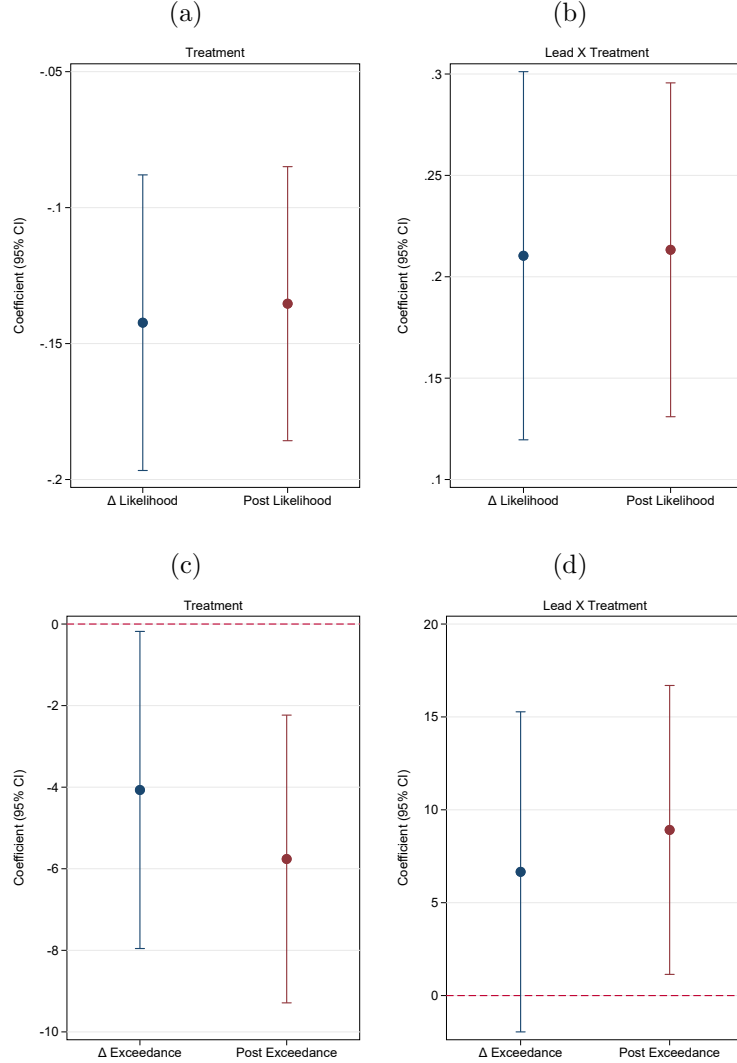 (a)
Treatment
Coefficient (95% CI)
-.05
-.1
-.15
-.2
Δ Likelihood
Post Likelihood
(b)
Lead X Treatment
Coefficient (95% CI)
.3
.25
.2
.15
.1
Δ Likelihood
Post Likelihood
(c)
Treatment
Coefficient (95% CI)
0
-2
-4
-6
-8
-10
Δ Exceedance
Post Exceedance
(d)
Lead X Treatment
Coefficient (95% CI)
20
15
10
5
0
Δ Exceedance
Post Exceedance